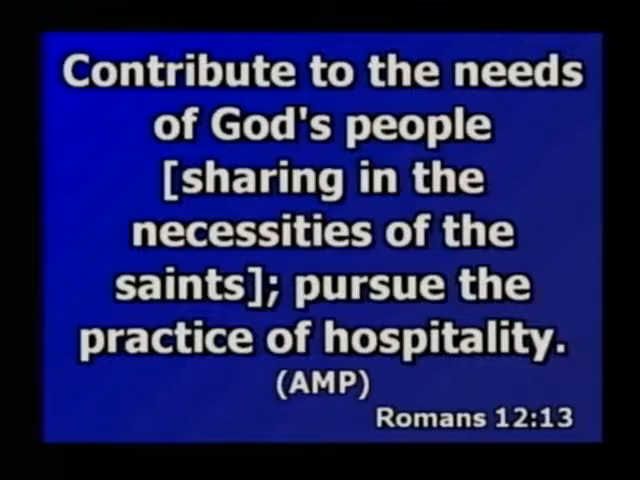 Contribute to the needs
of God's people
[sharing in the
necessities of the
saints]; pursue the
practice of hospitality.
(AMP)
Romans 12:13